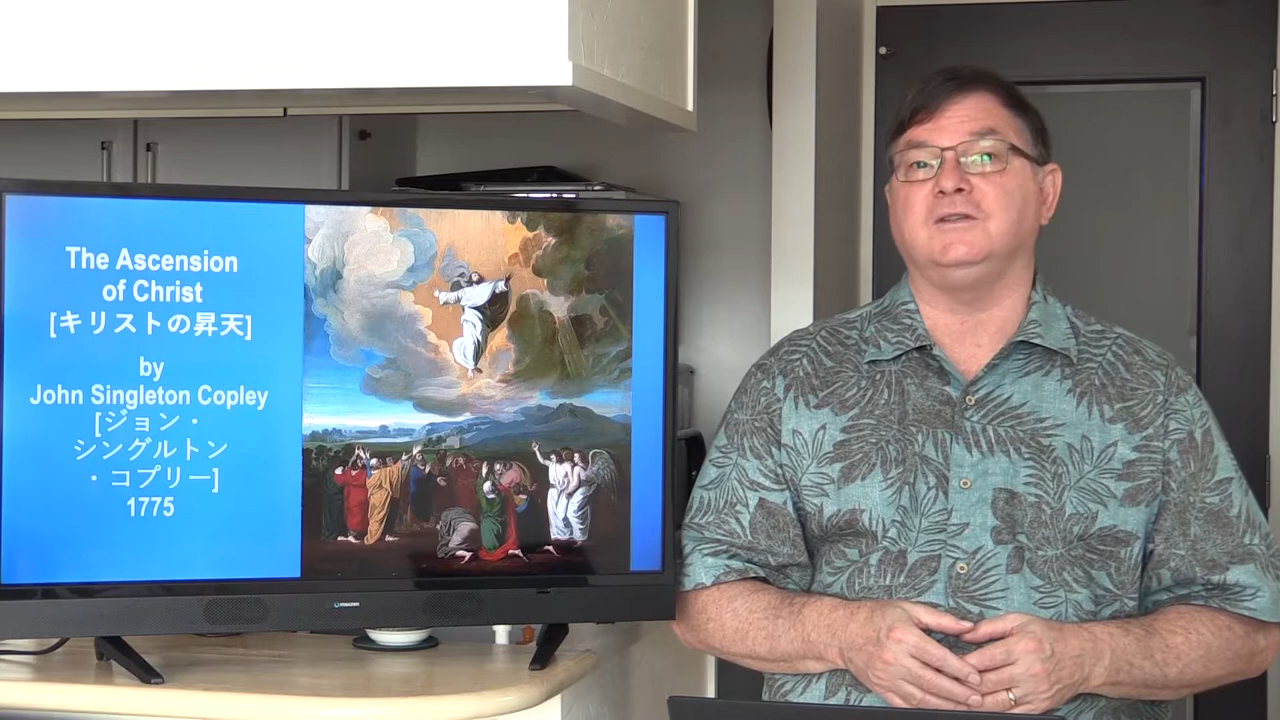 The Ascension
of Christ
[キリストの昇天]
by
John Singleton Copley
[ジョン・
シングルトン
・コプリー]
1775
maxzen